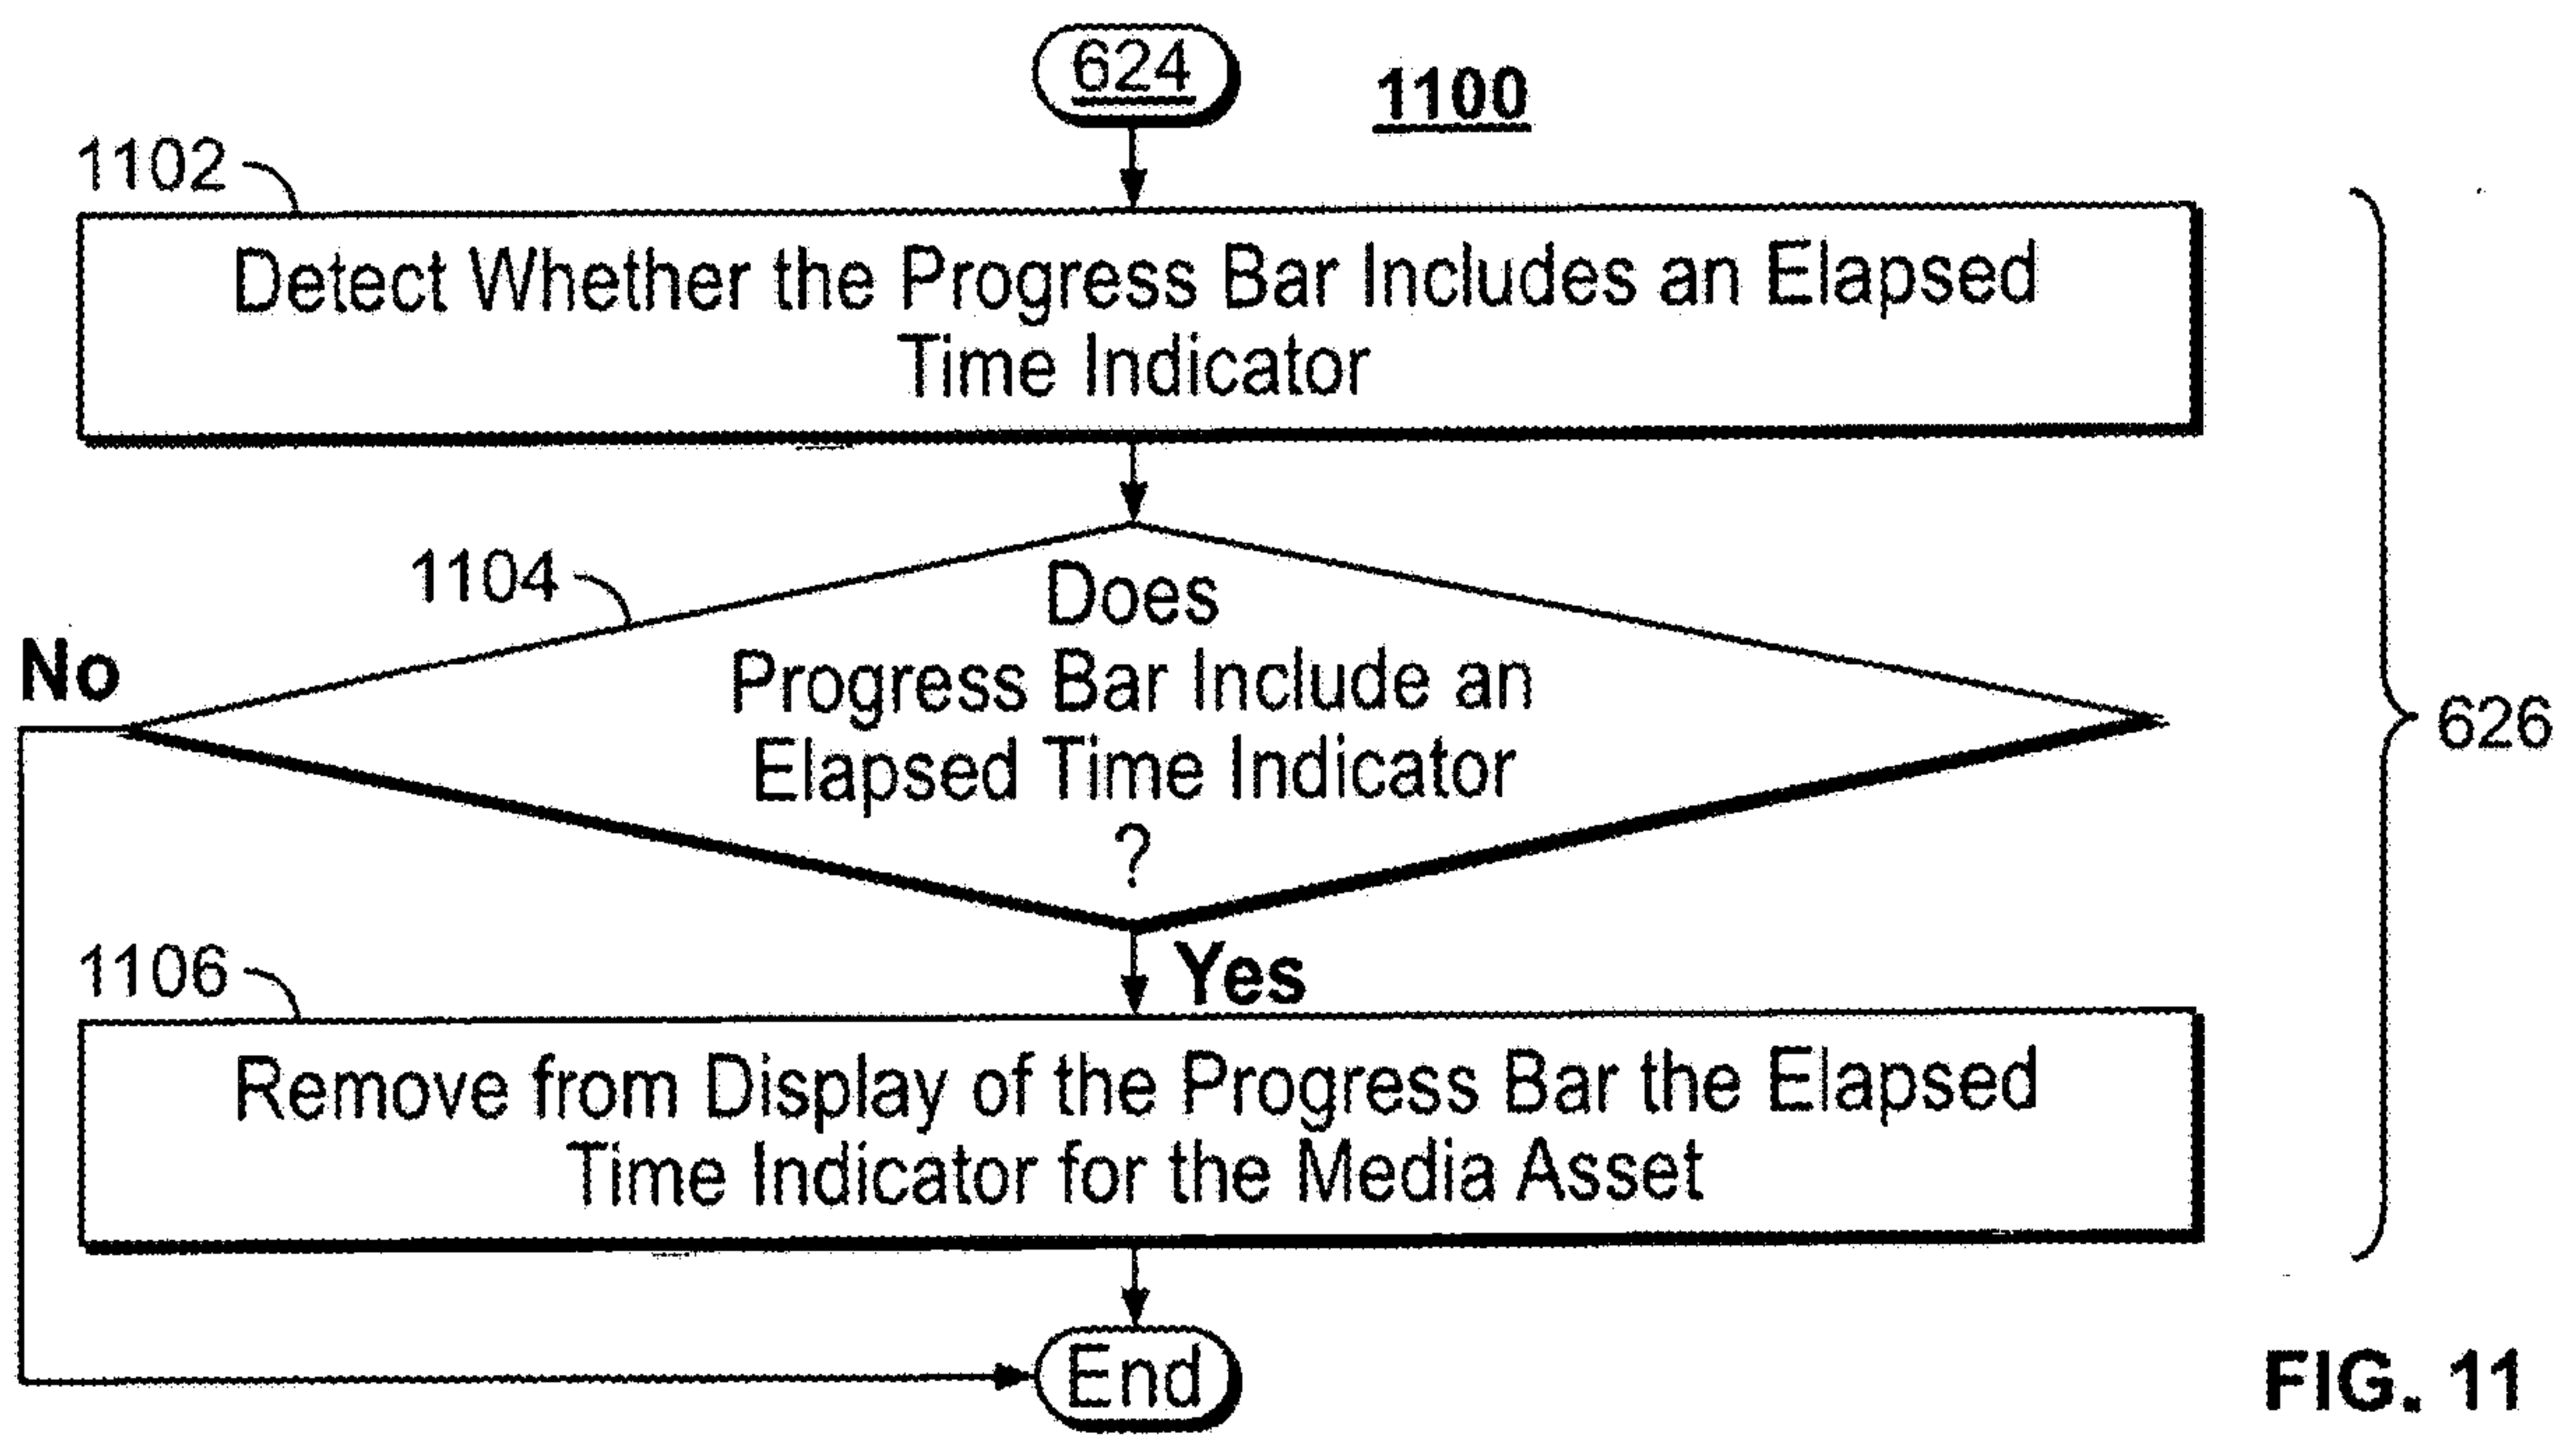 624
1100
1102
Detect Whether the Progress Bar Includes an Elapsed
Time Indicator
1104
Does
Progress Bar Include an
Elapsed Time Indicator
?
No
626
Yes
1106
Remove from Display of the Progress Bar the Elapsed
Time Indicator for the Media Asset
End
FIG. 11